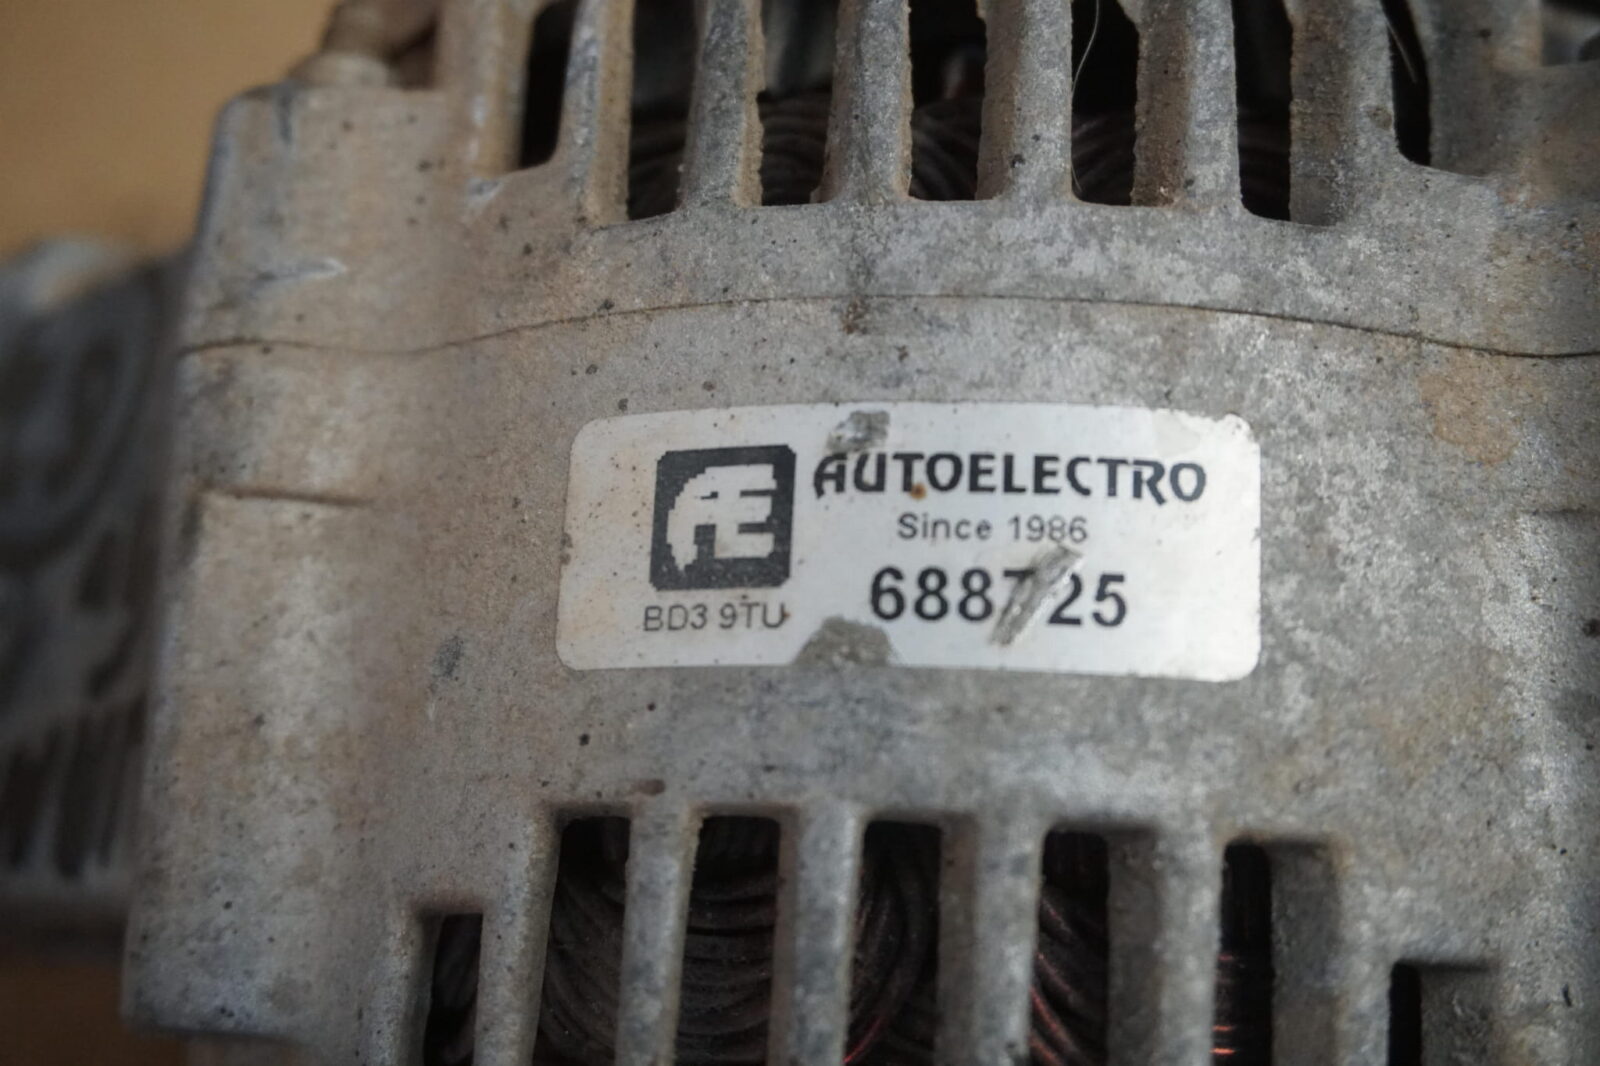 Æ
AUTOELECTRO
Since 1986
688725
BD3 9TU